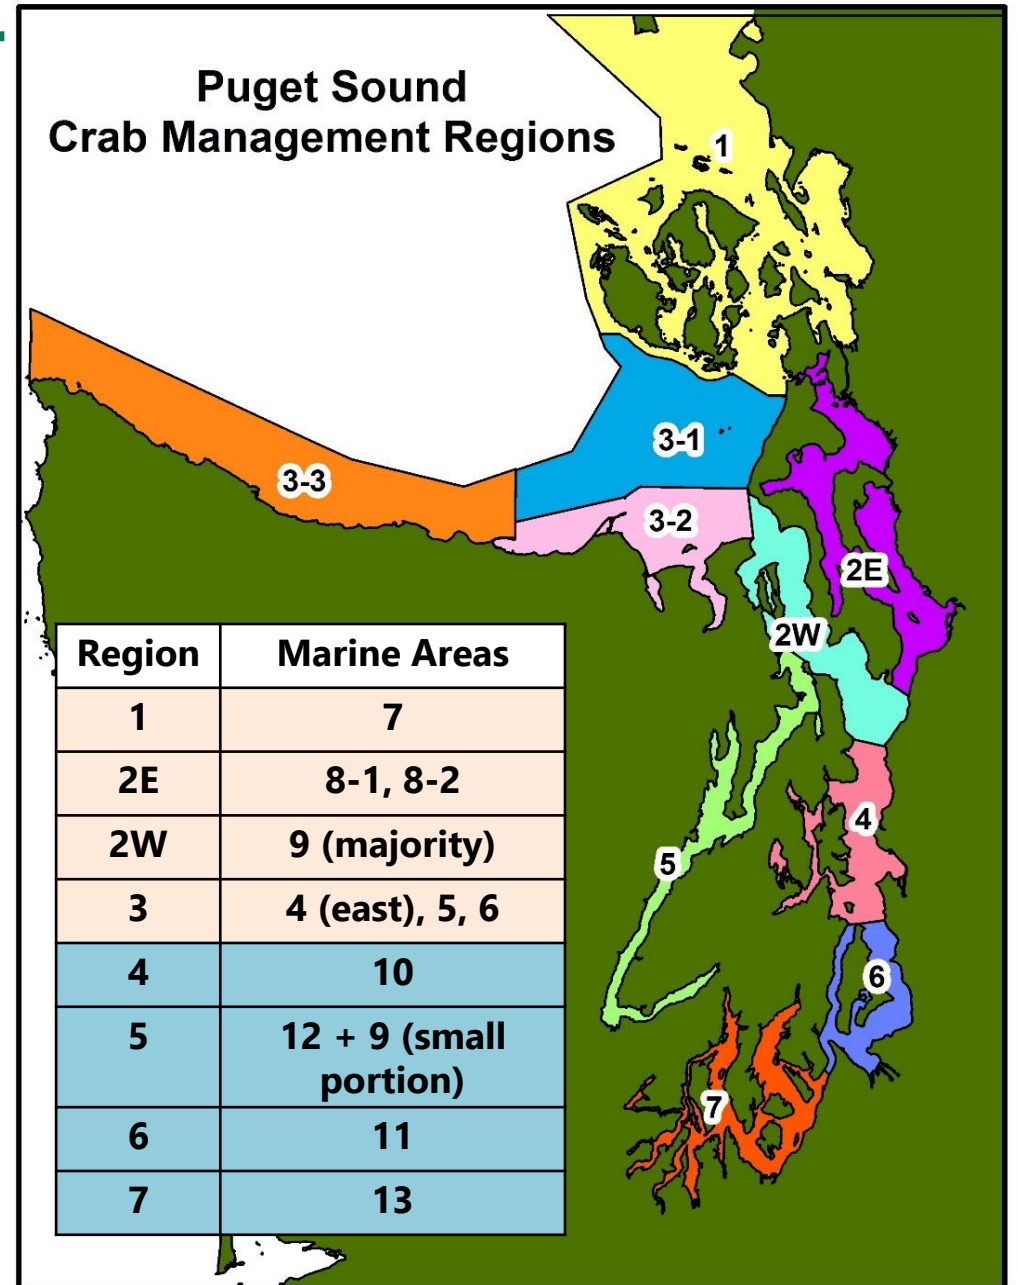 Puget Sound
Crab Management Regions
1
3-1
3-3
3-2
2E
2W
4
5
6
7
Region Marine Areas
1 7
2E 8-1, 8-2
2W 9 (majority)
3 4 (east), 5, 6
4 10
5 12 + 9 (small
portion)
6 11
7 13